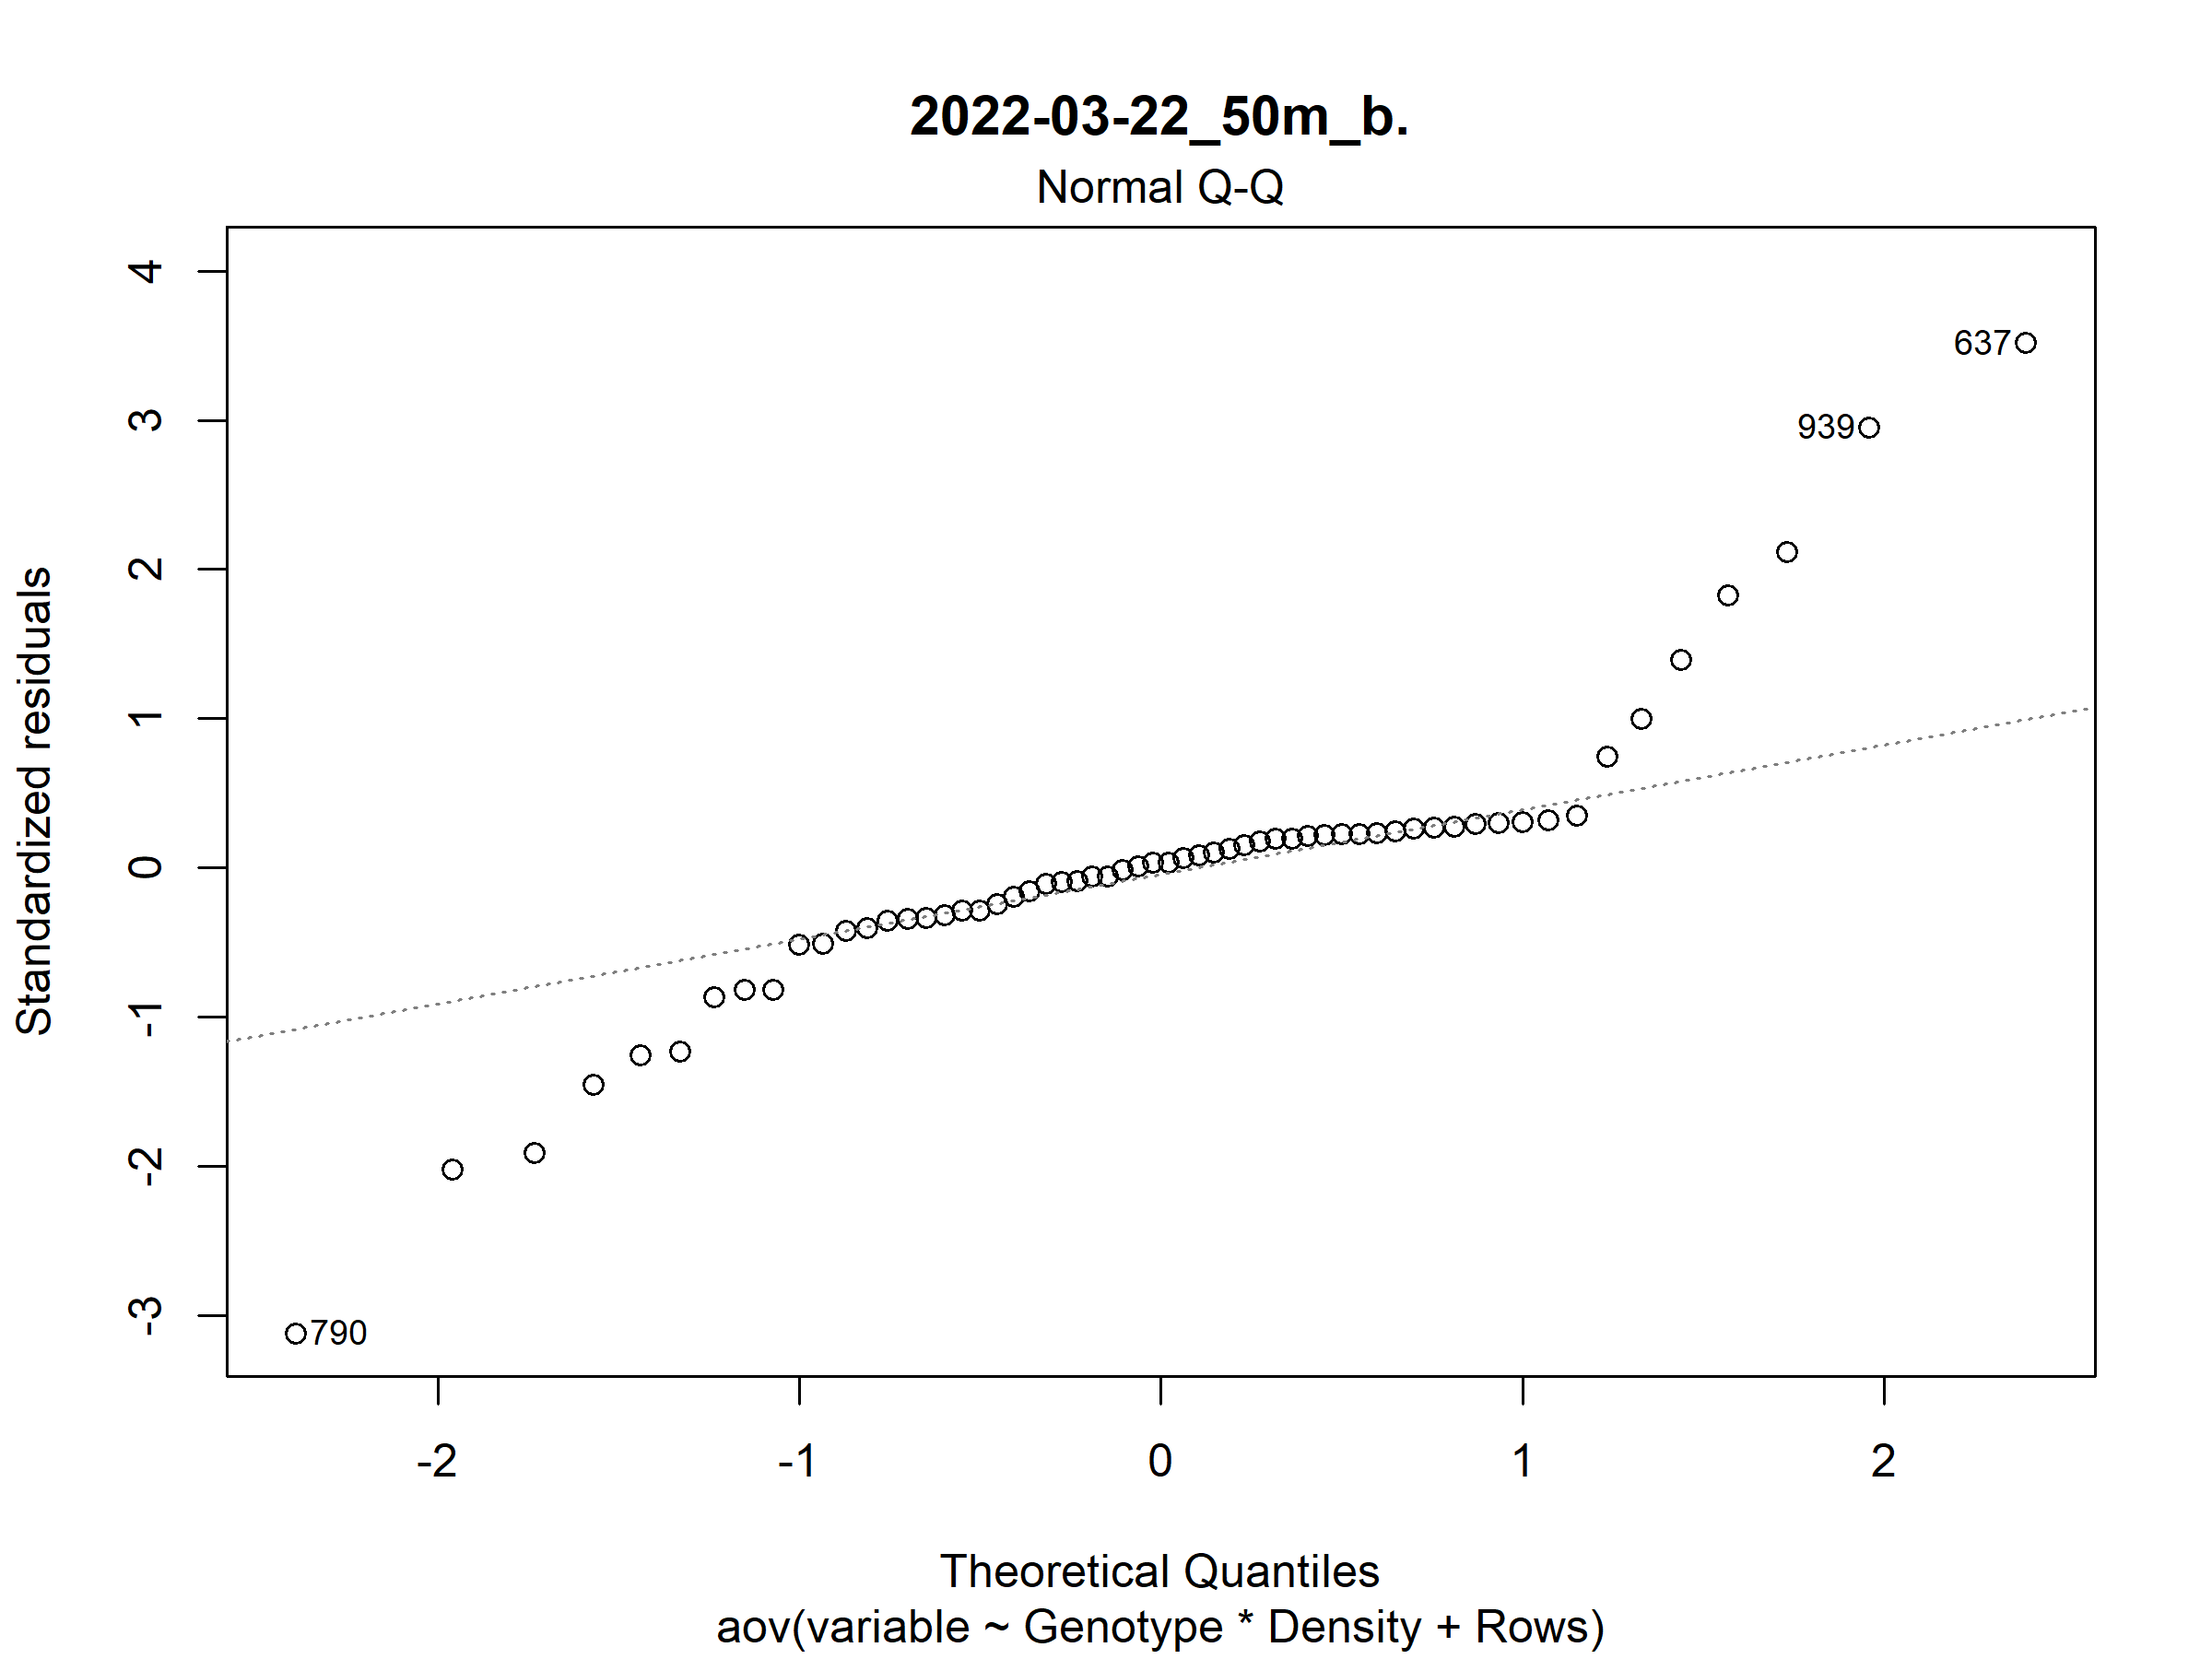 2022-03-22_50m_b.
Normal Q-Q
Standardized residuals
4
3
2
1
0
-1
-2
-3
637
939
790
-2 -1 0 1 2
Theoretical Quantiles
aov(variable ~ Genotype * Density + Rows)